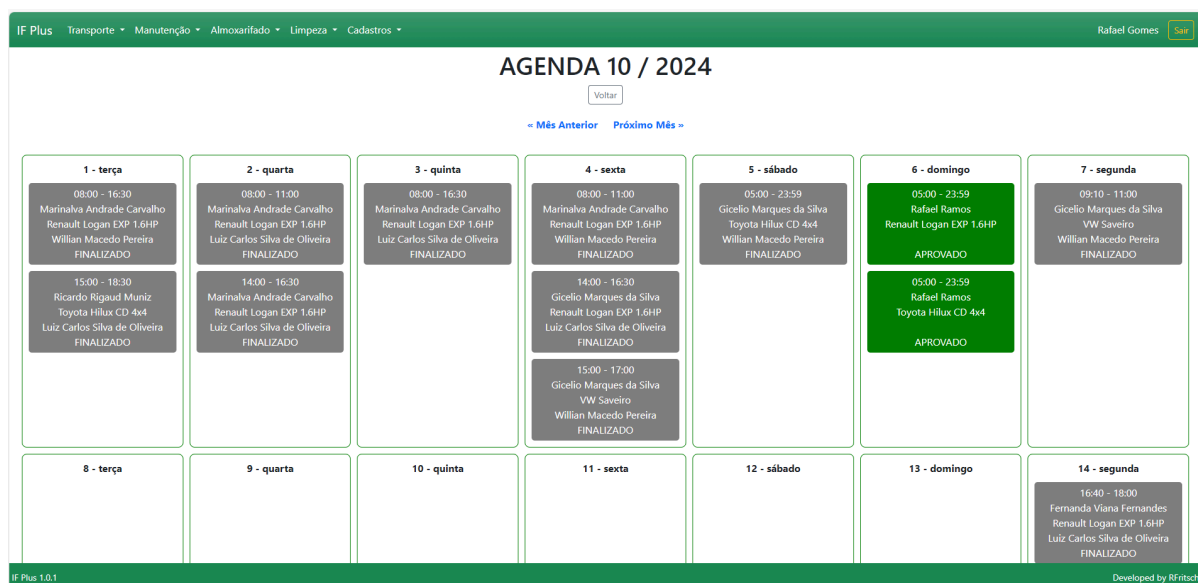 IF Plus Transporte Manutenção Almoxarifado Limpeza Cadastros Rafael Gomes Sair
AGENDA 10 / 2024
Voltar
« Mês Anterior Próximo Mês »
1 - terça
08:00 - 16:30
Marinalva Andrade Carvalho
Renault Logan EXP 1.6HP
Willian Macedo Pereira
FINALIZADO
15:00 - 18:30
Ricardo Rigaud Muniz
Toyota Hilux CD 4x4
Luiz Carlos Silva de Oliveira
FINALIZADO
2 - quarta
08:00 - 11:00
Marinalva Andrade Carvalho
Renault Logan EXP 1.6HP
Luiz Carlos Silva de Oliveira
FINALIZADO
14:00 - 16:30
Marinalva Andrade Carvalho
Renault Logan EXP 1.6HP
Luiz Carlos Silva de Oliveira
FINALIZADO
3 - quinta
08:00 - 16:30
Marinalva Andrade Carvalho
Renault Logan EXP 1.6HP
Luiz Carlos Silva de Oliveira
FINALIZADO
4 - sexta
08:00 - 11:00
Marinalva Andrade Carvalho
Renault Logan EXP 1.6HP
Willian Macedo Pereira
FINALIZADO
14:00 - 16:30
Gicelio Marques da Silva
Renault Logan EXP 1.6HP
Luiz Carlos Silva de Oliveira
FINALIZADO
15:00 - 17:00
Gicelio Marques da Silva
VW Saveiro
Willian Macedo Pereira
FINALIZADO
5 - sábado
05:00 - 23:59
Gicelio Marques da Silva
Toyota Hilux CD 4x4
Willian Macedo Pereira
FINALIZADO
6 - domingo
05:00 - 23:59
Rafael Ramos
Renault Logan EXP 1.6HP
APROVADO
05:00 - 23:59
Rafael Ramos
Toyota Hilux CD 4x4
APROVADO
7 - segunda
09:10 - 11:00
Gicelio Marques da Silva
VW Saveiro
Willian Macedo Pereira
FINALIZADO
8 - terça
9 - quarta
10 - quinta
11 - sexta
12 - sábado
13 - domingo
14 - segunda
16:40 - 18:00
Fernanda Viana Fernandes
Renault Logan EXP 1.6HP
Luiz Carlos Silva de Oliveira
FINALIZADO
IF Plus 1.0.1 Developed by RFritsch